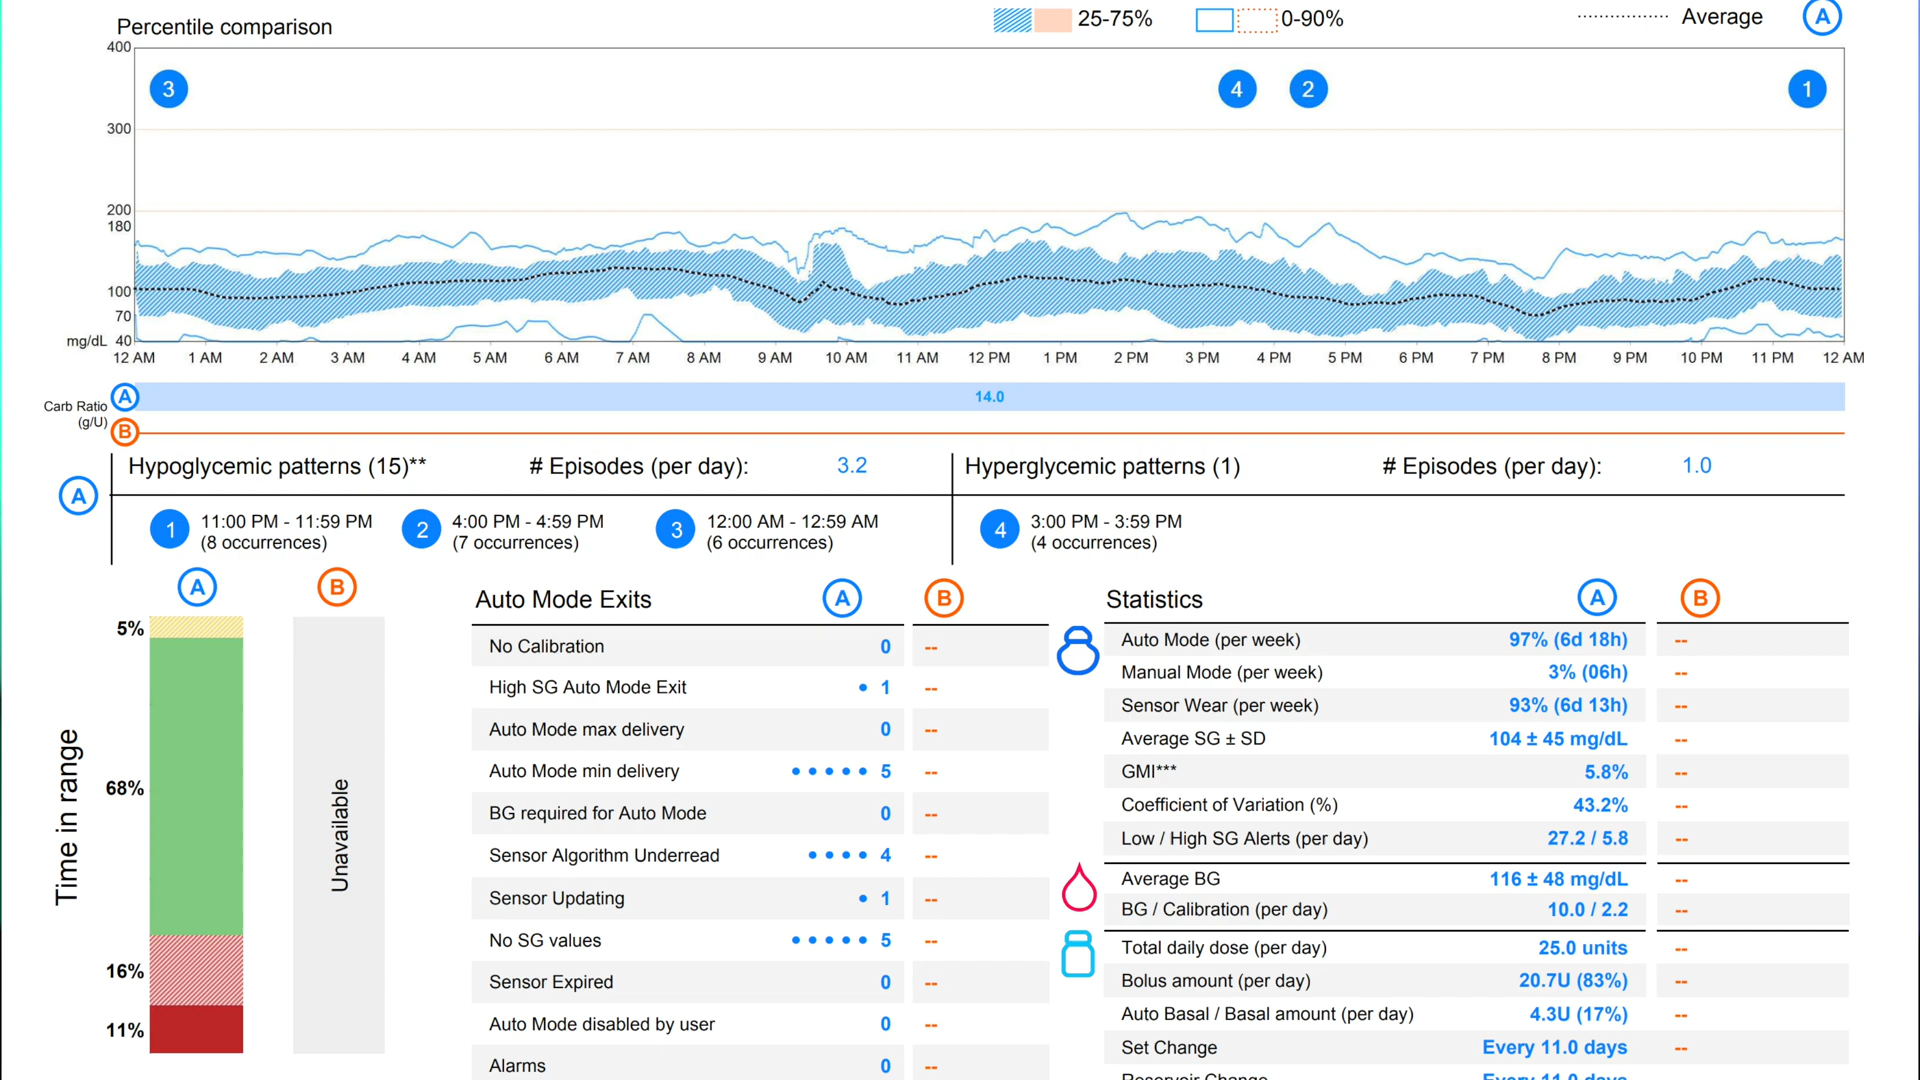 Percentile comparison
25-75%
0-90%
Average
A
400
300
200
180
100
70
mg/dL 40
3
4
2
1
12 AM 1 AM 2 AM 3 AM 4 AM 5 AM 6 AM 7 AM 8 AM 9 AM 10 AM 11 AM 12 PM 1 PM 2 PM 3 PM 4 PM 5 PM 6 PM 7 PM 8 PM 9 PM 10 PM 11 PM 12 AM
Carb Ratio
(g/U)
A
14.0
B
A
Hypoglycemic patterns (15)** # Episodes (per day): 3.2
1 11:00 PM - 11:59 PM
(8 occurrences)
2 4:00 PM - 4:59 PM
(7 occurrences)
3 12:00 AM - 12:59 AM
(6 occurrences)
Hyperglycemic patterns (1) # Episodes (per day): 1.0
4 3:00 PM - 3:59 PM
(4 occurrences)
Time in range
A
B
5%
68%
16%
11%
Unavailable
Auto Mode Exits A B
No Calibration 0 --
High SG Auto Mode Exit 1 --
Auto Mode max delivery 0 --
Auto Mode min delivery 5 --
BG required for Auto Mode 0 --
Sensor Algorithm Underread 4 --
Sensor Updating 1 --
No SG values 5 --
Sensor Expired 0 --
Auto Mode disabled by user 0 --
Alarms 0 --
Statistics A B
Auto Mode (per week) 97% (6d 18h) --
Manual Mode (per week) 3% (06h) --
Sensor Wear (per week) 93% (6d 13h) --
Average SG ± SD 104 ± 45 mg/dL --
GMI*** 5.8% --
Coefficient of Variation (%) 43.2% --
Low / High SG Alerts (per day) 27.2 / 5.8 --
Average BG 116 ± 48 mg/dL --
BG / Calibration (per day) 10.0 / 2.2 --
Total daily dose (per day) 25.0 units --
Bolus amount (per day) 20.7U (83%) --
Auto Basal / Basal amount (per day) 4.3U (17%) --
Set Change Every 11.0 days --
Reservoir Change Every 11.0 days